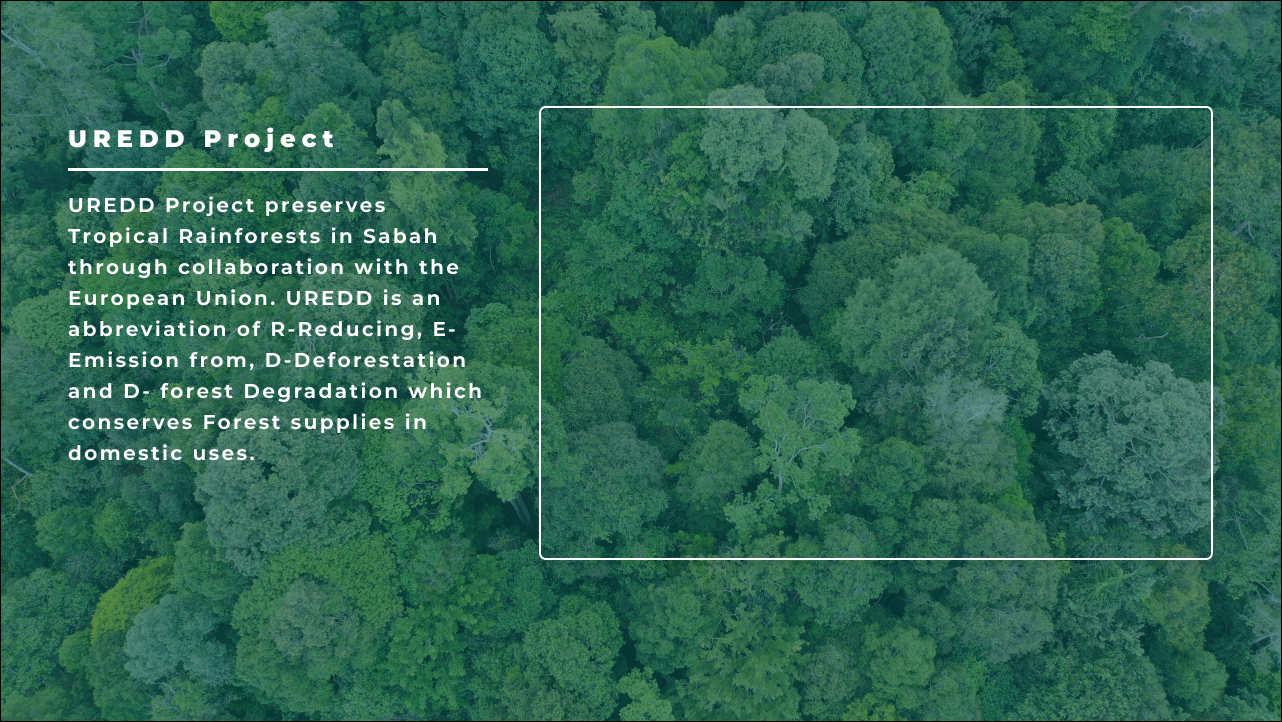 UREDD Project
UREDD Project preserves
Tropical Rainforests in Sabah
through collaboration with the
European Union. UREDD is an
abbreviation of R-Reducing, E-
Emission from, D-Deforestation
and D- forest Degradation which
conserves Forest supplies in
domestic uses.